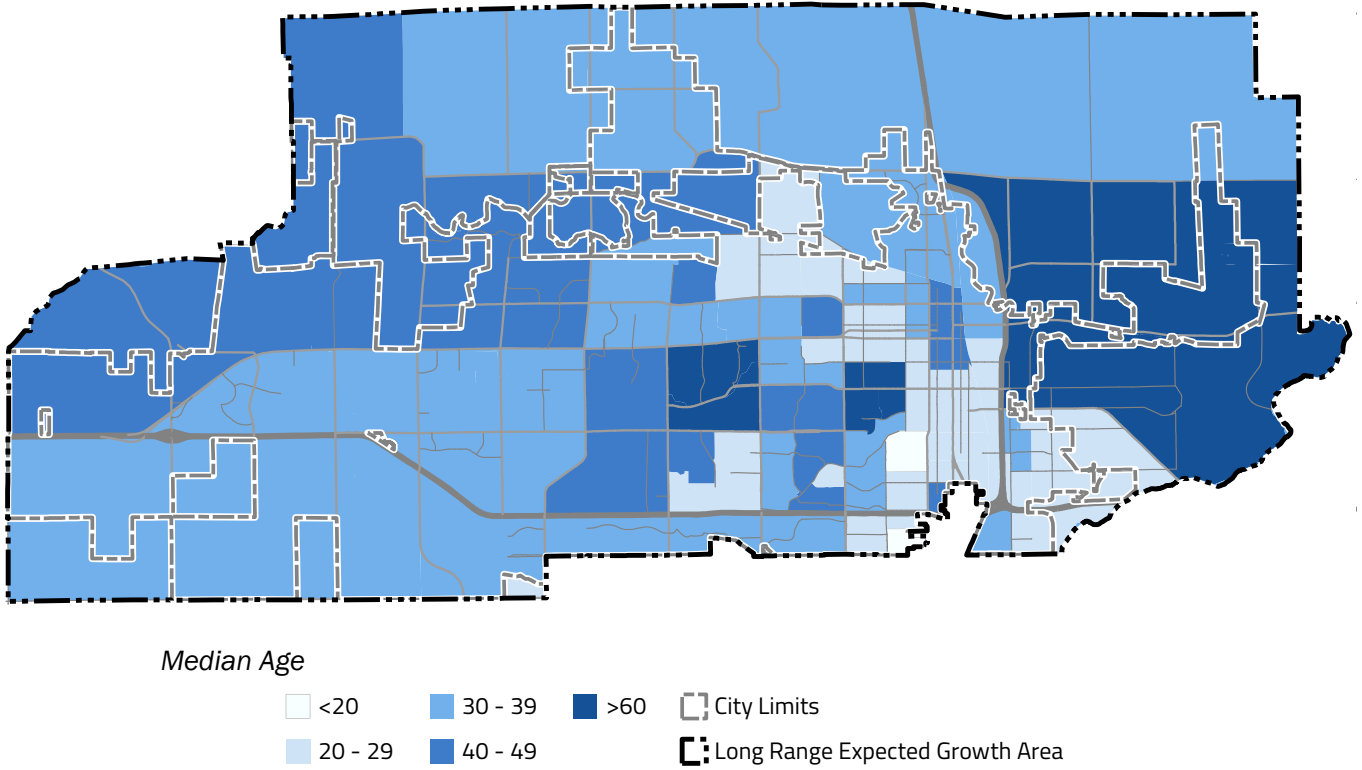 Median Age
<20
30 - 39
>60
City Limits
20 - 29
40 - 49
Long Range Expected Growth Area